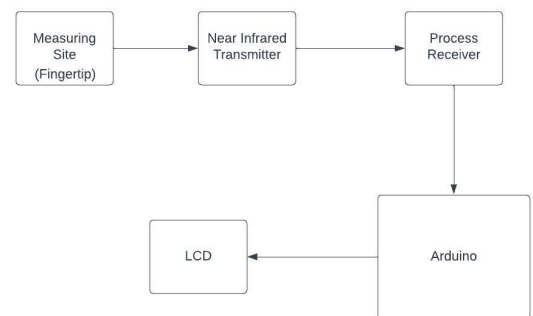 Measuring
Site
(Fingertip)
Near Infrared
Transmitter
Process
Receiver
LCD
Arduino